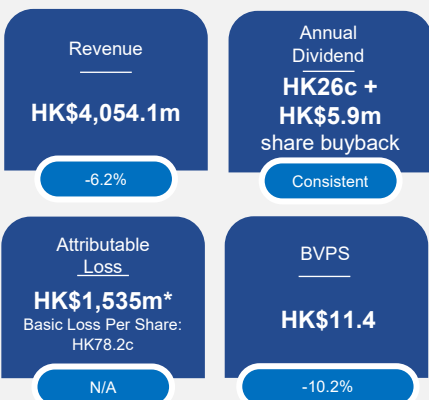 Revenue
HK$4,054.1m
-6.2%
Annual
Dividend
HK26c +
HK$5.9m
share buyback
Consistent
Attributable
Loss
HK$1,535m*
Basic Loss Per Share:
HK78.2c
N/A
BVPS
HK$11.4
-10.2%